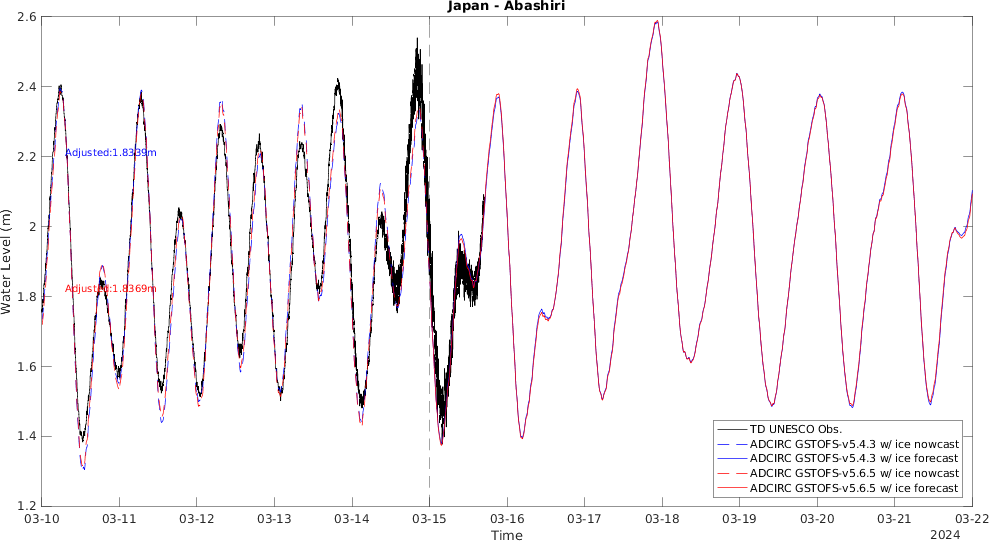 Japan - Abashiri
2.6
2.4
2.2
2
1.8
1.6
1.4
1.2
Water Level (m)
Adjusted:1.8339m
Adjusted:1.8369m
TD UNESCO Obs.
ADCIRC GSTOFS-v5.4.3 w/ ice nowcast
ADCIRC GSTOFS-v5.4.3 w/ ice forecast
ADCIRC GSTOFS-v5.6.5 w/ ice nowcast
ADCIRC GSTOFS-v5.6.5 w/ ice forecast
03-10 03-11 03-12 03-13 03-14 03-15 03-16 03-17 03-18 03-19 03-20 03-21 03-22
Time
2024